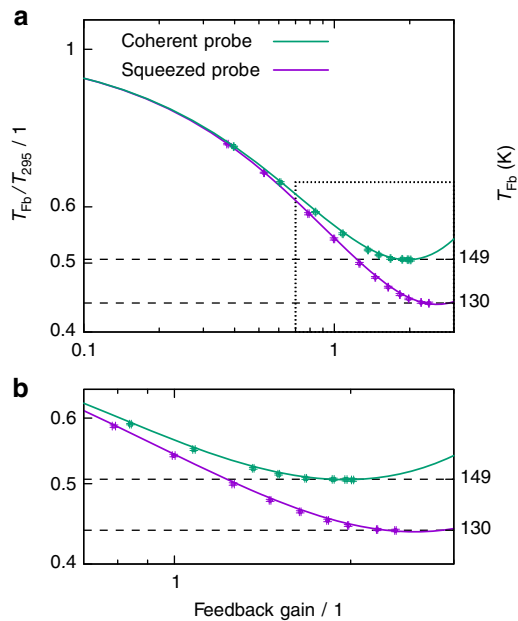 a
1
Coherent probe
Squeezed probe
T_Fb/T_295 / 1
0.6
0.5
0.4
T_Fb (K)
149
130
0.1
1
b
0.6
0.5
0.4
149
130
1
Feedback gain / 1